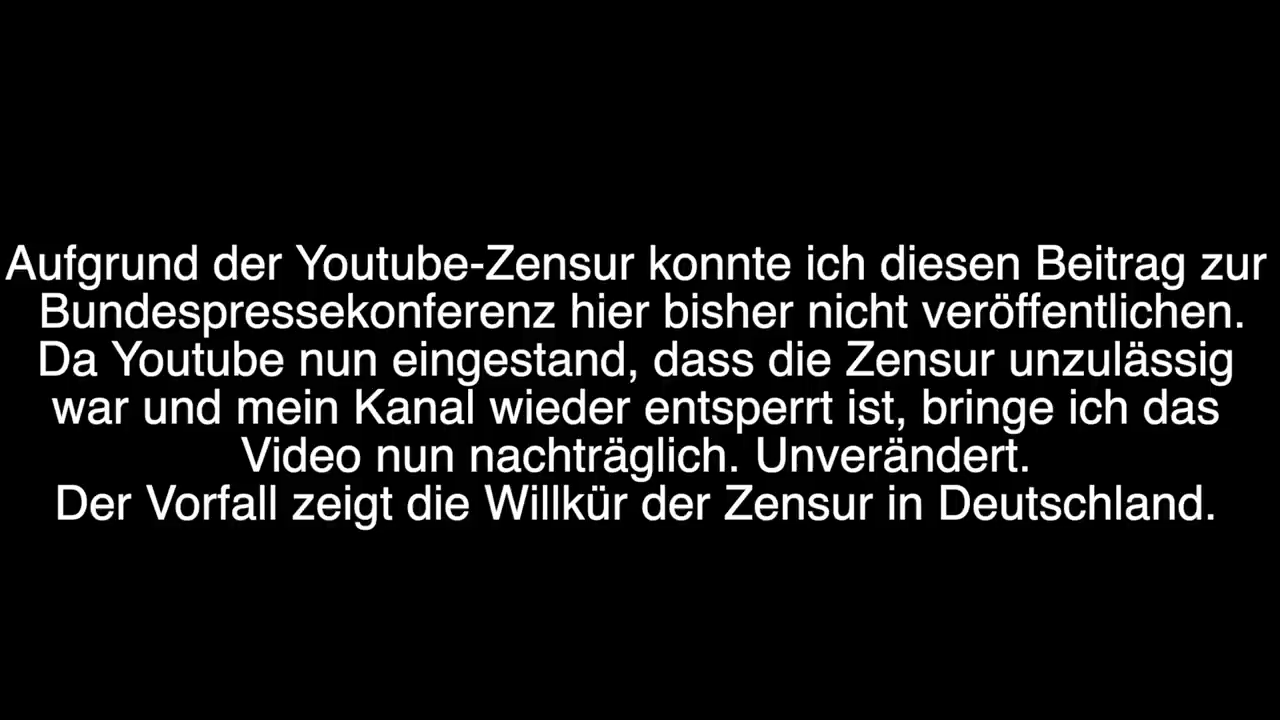 Aufgrund der Youtube-Zensur konnte ich diesen Beitrag zur
Bundespressekonferenz hier bisher nicht veröffentlichen.
Da Youtube nun eingestand, dass die Zensur unzulässig
war und mein Kanal wieder entsperrt ist, bringe ich das
Video nun nachträglich. Unverändert.
Der Vorfall zeigt die Willkür der Zensur in Deutschland.